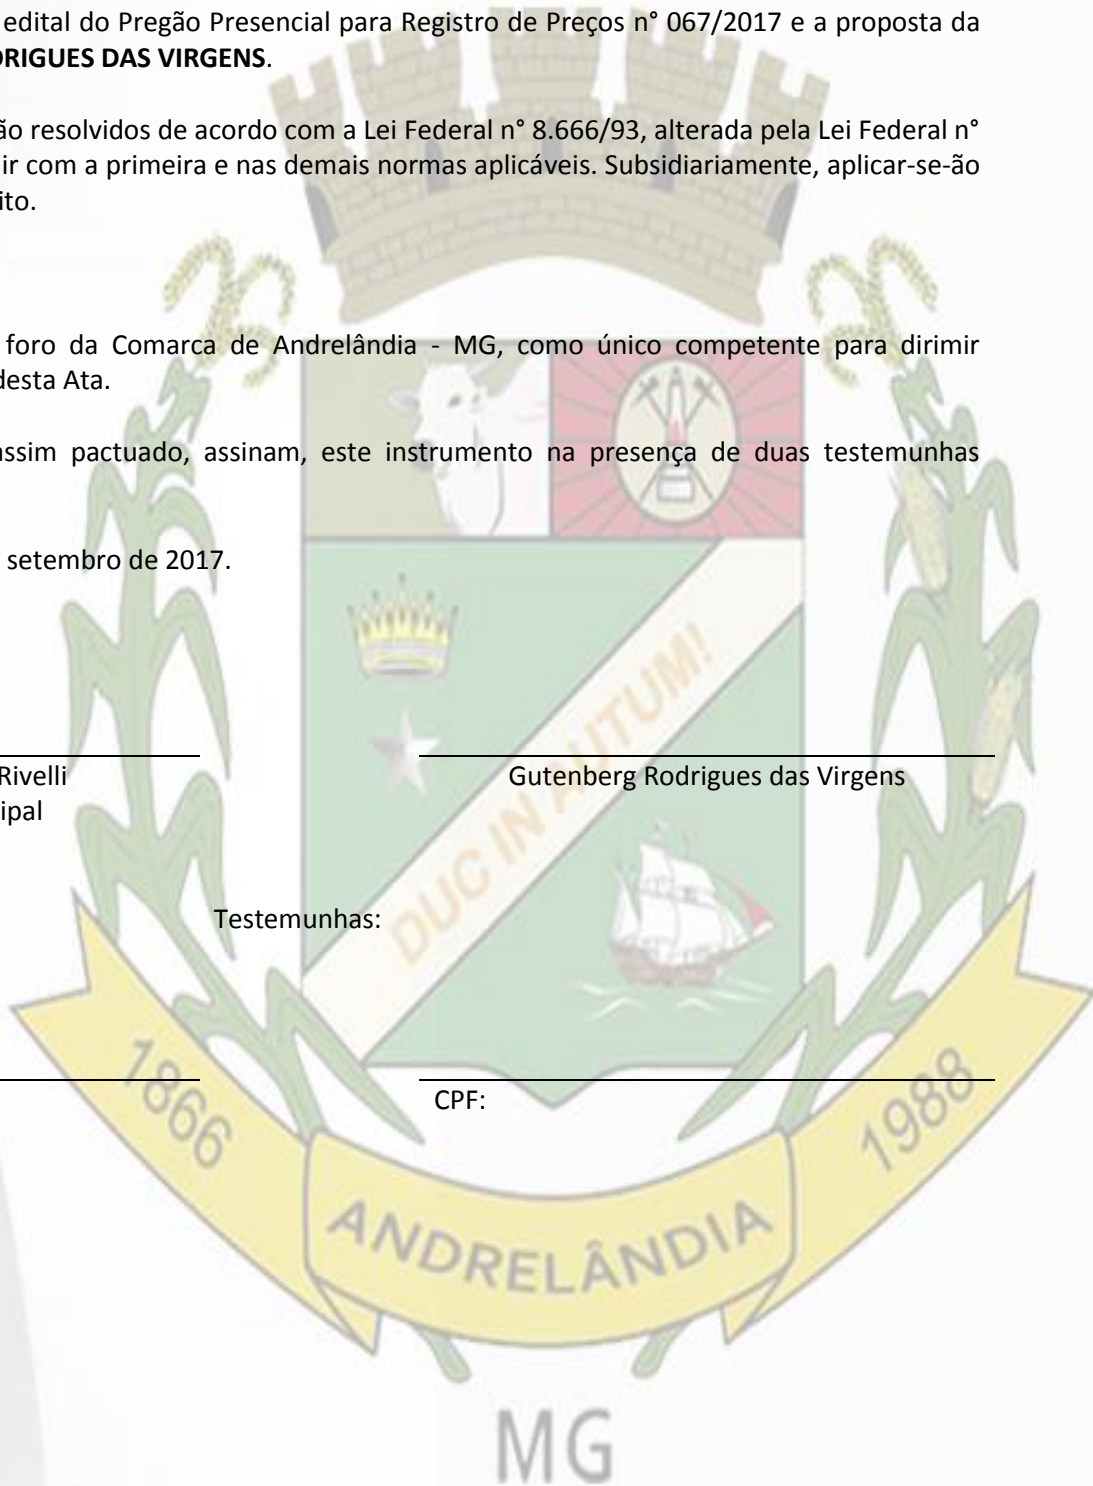 edital do Pregão Presencial para Registro de Preços n° 067/2017 e a proposta da
DRIGUES DAS VIRGENS.
ão resolvidos de acordo com a Lei Federal n° 8.666/93, alterada pela Lei Federal n°
ir com a primeira e nas demais normas aplicáveis. Subsidiariamente, aplicar-se-ão
ito.
foro da Comarca de Andrelândia - MG, como único competente para dirimir
desta Ata.
assim pactuado, assinam, este instrumento na presença de duas testemunhas
setembro de 2017.
Rivelli
Gutenberg Rodrigues das Virgens
ipal
Testemunhas:
CPF:
DUC IN AUTUM!
1866
ANDRELÂNDIA
1988
MG